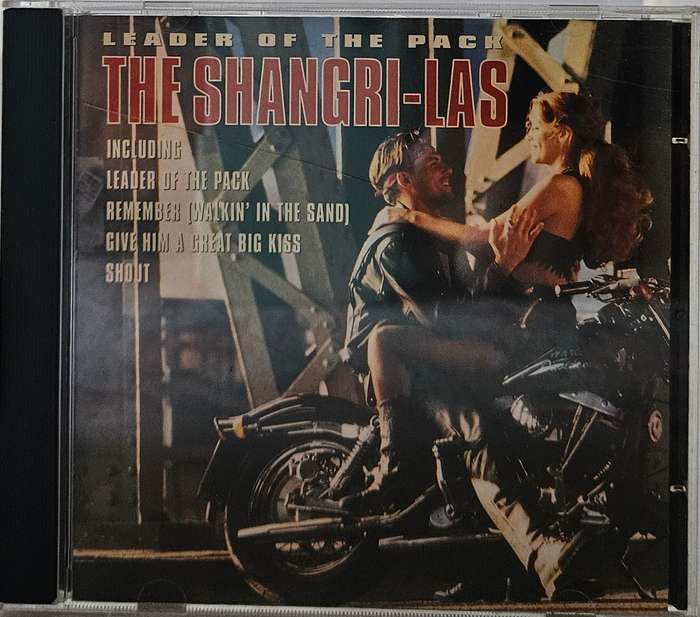 LEADER OF THE PACK
THE SHANGRI-LAS
INCLUDING
LEADER OF THE PACK
REMEMBER (WALKIN' IN THE SAND)
GIVE HIM A GREAT BIG KISS
SHOUT